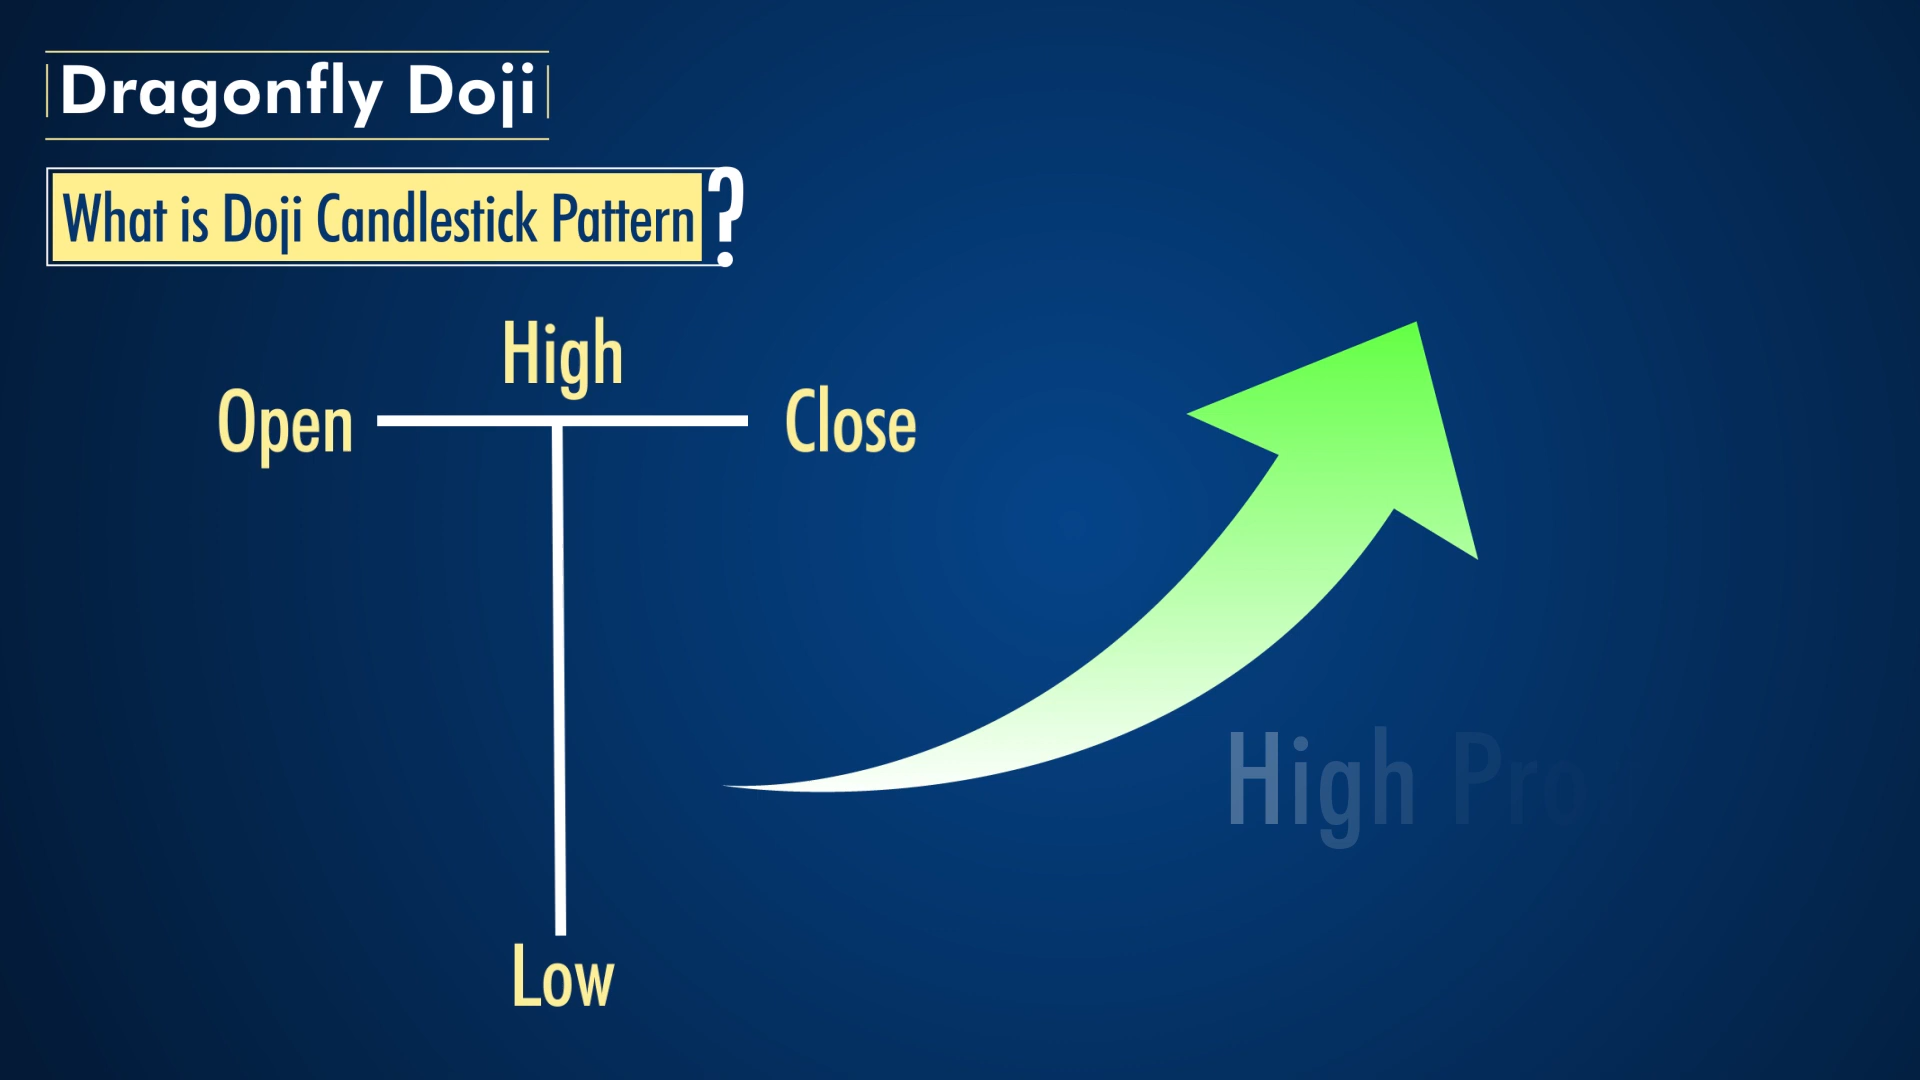 Dragonfly Doji
What is Doji Candlestick Pattern?
High
Open
Close
High
Low